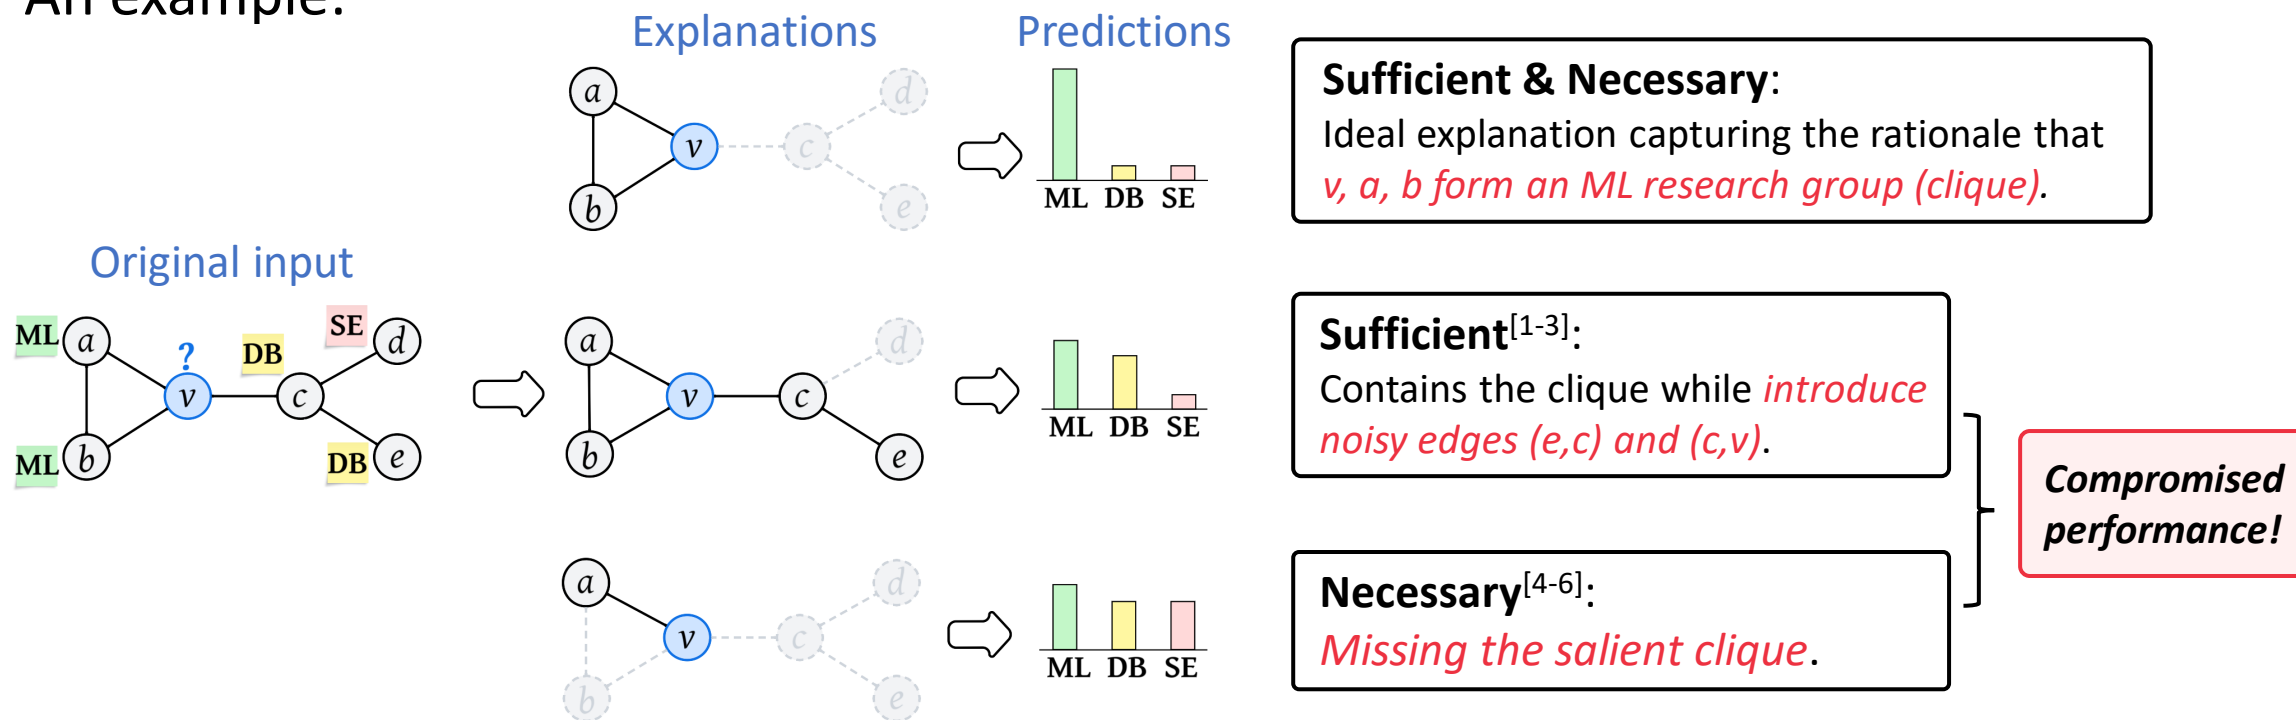 An example:
Explanations
Predictions
a
b
v
c
d
e
ML DB SE
Sufficient & Necessary:
Ideal explanation capturing the rationale that
v, a, b form an ML research group (clique).
Original input
ML
a
ML
b
?
v
DB
c
SE
d
DB
e
a
b
v
c
d
e
ML DB SE
Sufficient[1-3]:
Contains the clique while introduce
noisy edges (e,c) and (c,v).
a
b
v
c
d
e
ML DB SE
Necessary[4-6]:
Missing the salient clique.
Compromised
performance!